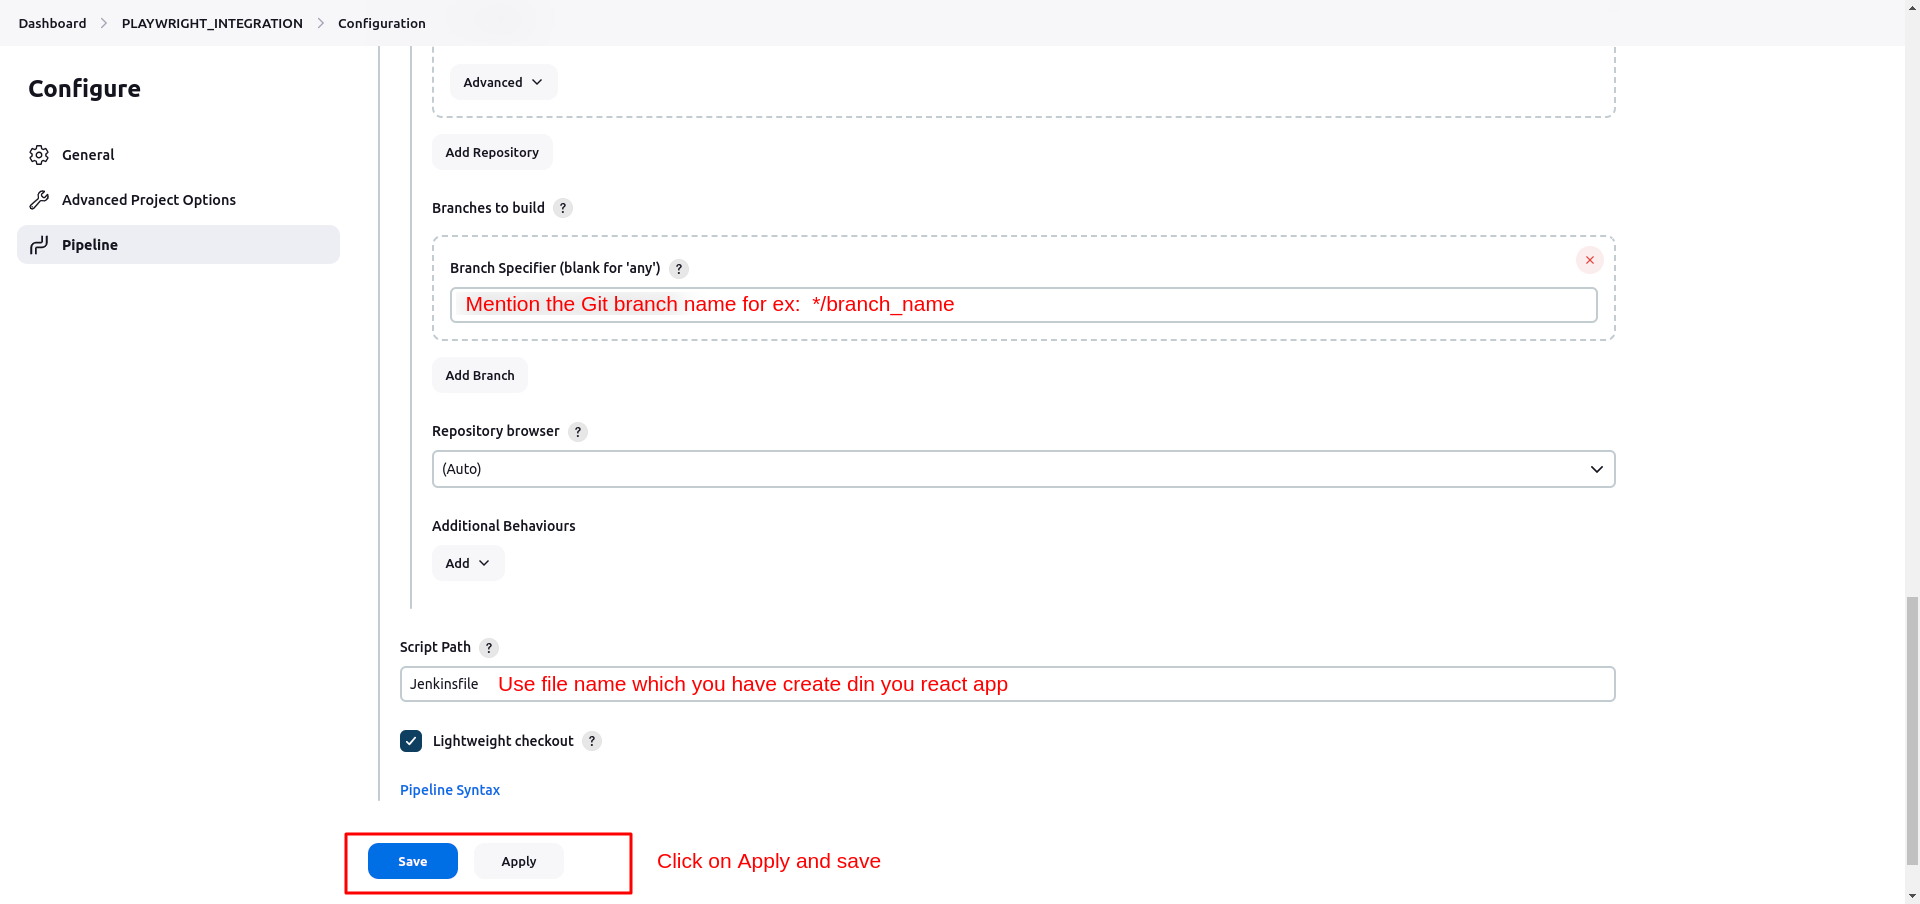 Dashboard > PLAYWRIGHT_INTEGRATION > Configuration
Configure
General
Advanced Project Options
Pipeline
Advanced
Add Repository
Branches to build ?
Branch Specifier (blank for 'any') ?
Mention the Git branch name for ex: */branch_name
Add Branch
Repository browser ?
(Auto)
Additional Behaviours
Add
Script Path ?
Jenkinsfile Use file name which you have create din you react app
Lightweight checkout ?
Pipeline Syntax
Save Apply Click on Apply and save